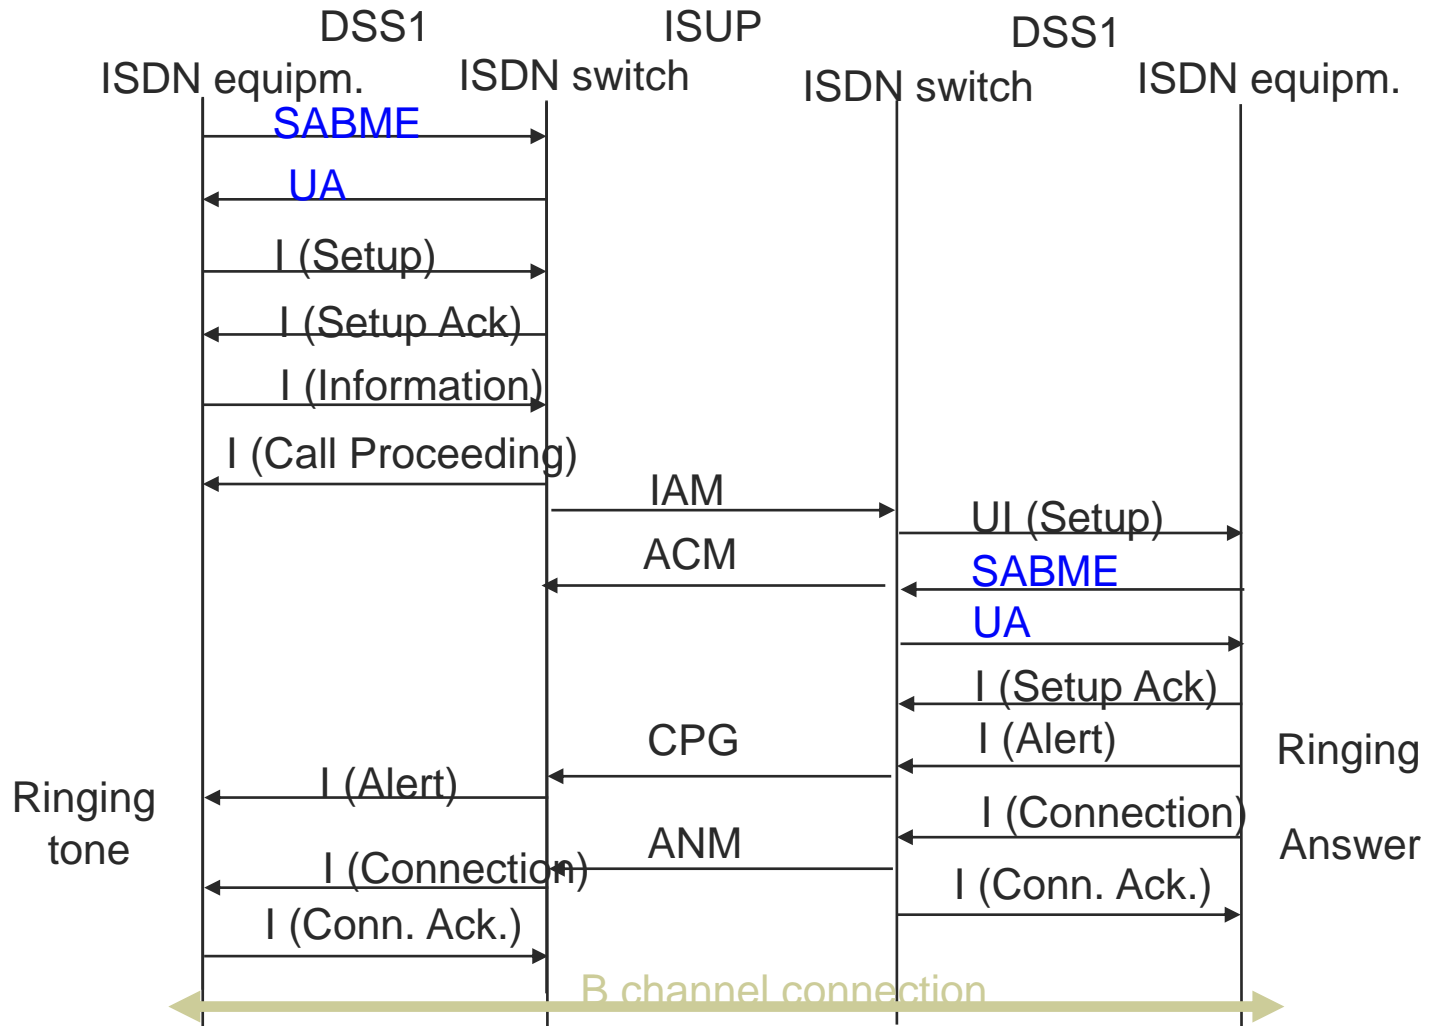 DSS1
ISUP
DSS1
ISDN equipm.
ISDN switch
ISDN switch
ISDN equipm.
SABME
UA
I (Setup)
I (Setup Ack)
I (Information)
I (Call Proceeding)
IAM
UI (Setup)
ACM
SABME
UA
I (Setup Ack)
CPG
I (Alert)
Ringing
I (Alert)
Ringing
tone
I (Connection)
ANM
Answer
I (Connection)
I (Conn. Ack.)
I (Conn. Ack.)
B channel connection